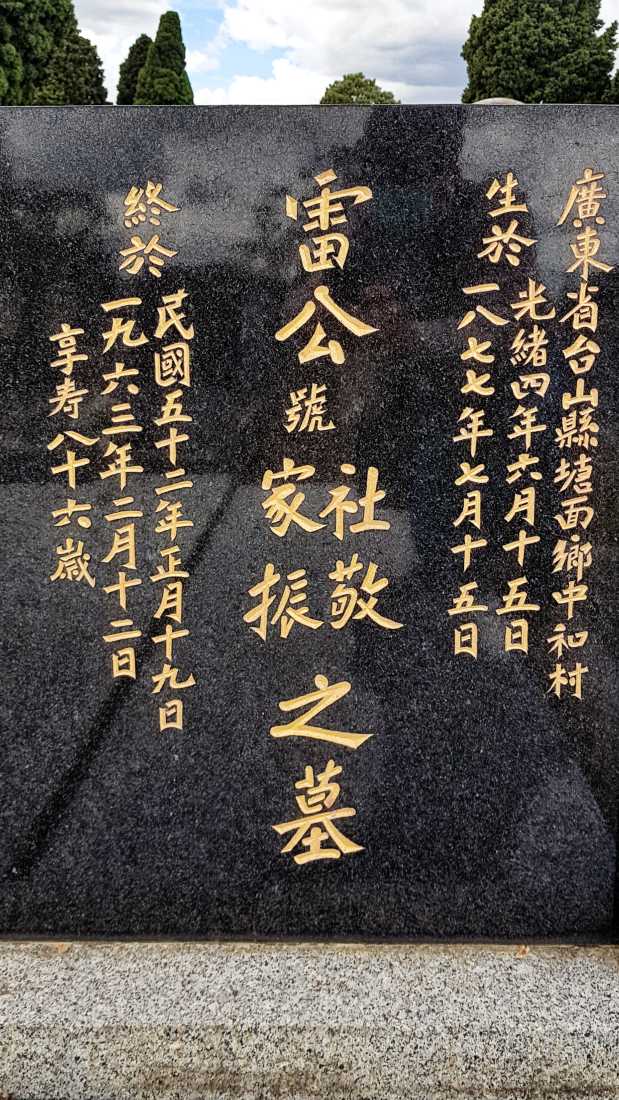 廣東省台山縣塘面鄉中和村
生於
光緒四年六月十五日
一八七七年七月十五日
雷公
號
社敬
家振
之墓
終於
民國五十二年正月十九日
一九六三年二月十二日
享寿八十六歲